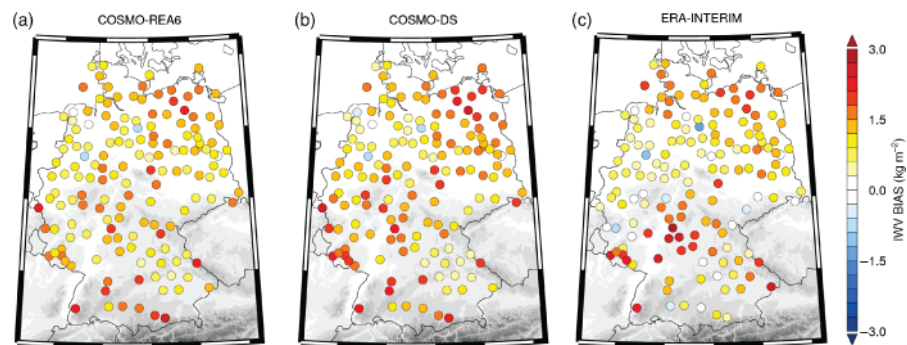 (a) COSMO-REA6
(b) COSMO-DS
(c) ERA-INTERIM
3.0
1.5
0.0
−1.5
−3.0
IWV BIAS (kg m⁻²)